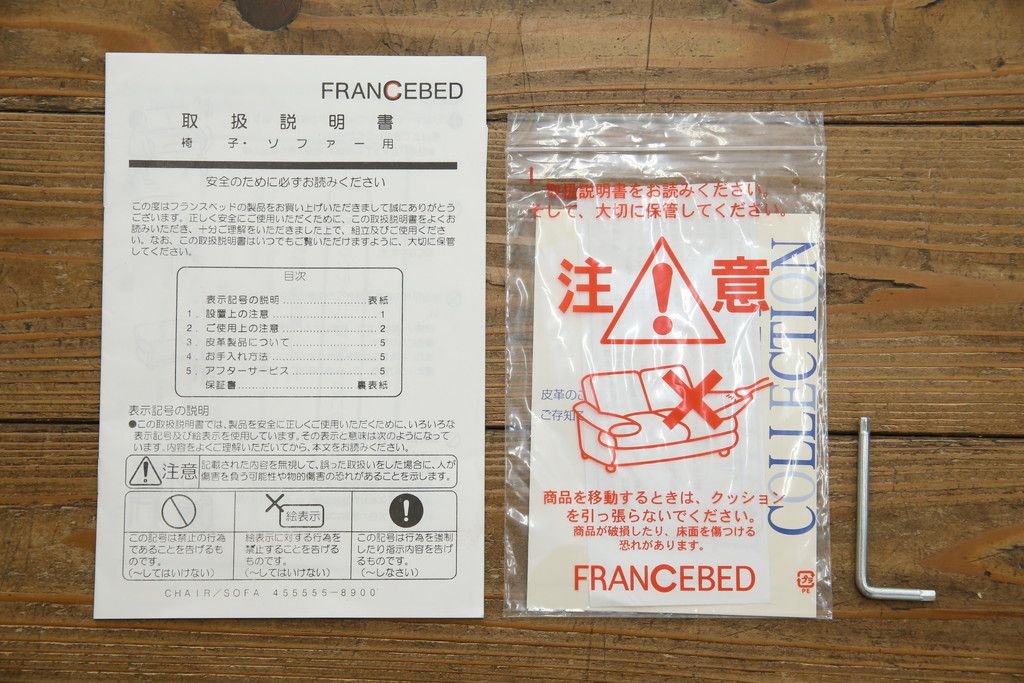 FRANCEBED
取扱説明書
椅子・ソファー用
安全のために必ずお読みください
この度はフランスベッドの製品をお買い上げいただきまして誠にありがとう
ございます。正しく安全にご使用いただくために、この取扱説明書をよくお
読みいただき、十分ご理解をいただきました上で、組立及びご使用くださ
い。なお、この取扱説明書はいつでもご覧いただけますように、大切に保管
してください。
目次
表示記号の説明……………………表紙
1. 設置上の注意……………………1
2. ご使用上の注意…………………2
3. 皮革製品について………………5
4. お手入れ方法……………………5
5. アフターサービス………………5
保証書………………………裏表紙
表示記号の説明
●この取扱説明書では、製品を安全に正しくご使用いただくために、いろいろな
表示記号及び絵表示を使用しています。その表示と意味は次のようになって
います。内容をよくご理解いただいてから、本文をお読みください。
注意
記載された内容を無視して、誤った取扱いをした場合に、人が
傷害を負う可能性や物的傷害の恐れがあることを示します。
絵表示
この記号は禁止の行為
であることを告げるも
のです。
(〜してはいけない)
絵表示に対する行為を
禁止することを告げる
ものです。
(〜してはいけない)
この記号は行為を強制
したり指示内容を告げ
るものです。
(〜しなさい)
CHAIR/SOFA 455555-8900
取扱説明書をお読みください。
そして、大切に保管してください。
注意
皮革の
ご存知
COLLECTION
商品を移動するときは、クッション
を引っ張らないでください。
商品が破損したり、床面を傷つける
恐れがあります。
FRANCEBED
プラ
PE